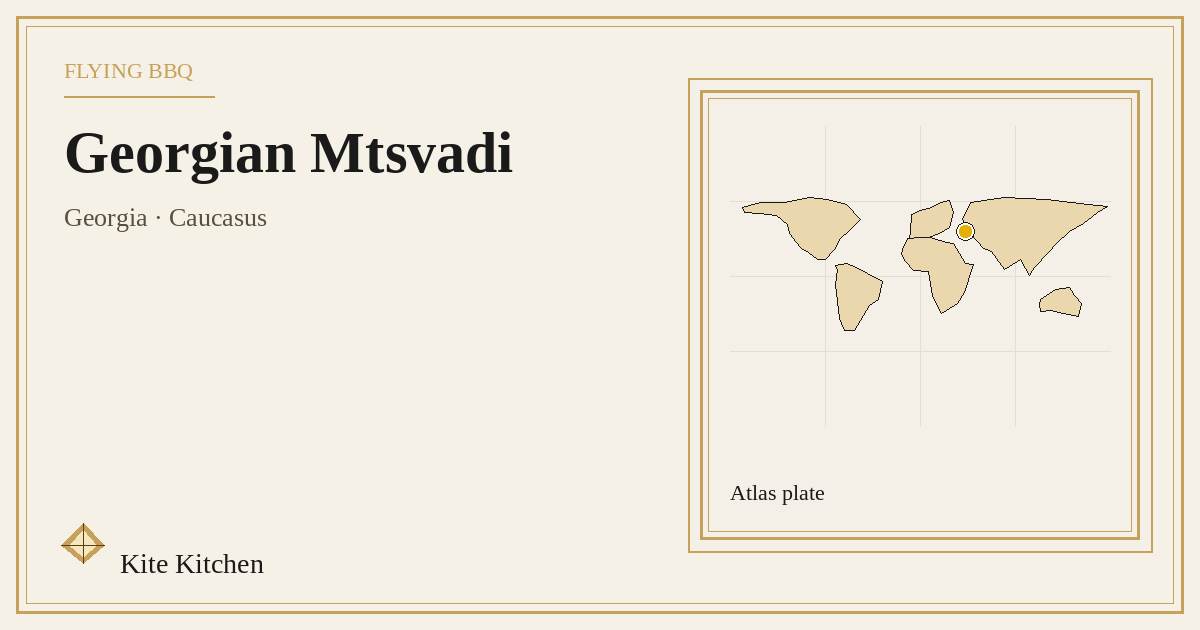 FLYING BBQ
Georgian Mtsvadi
Georgia · Caucasus
Atlas plate
Kite Kitchen